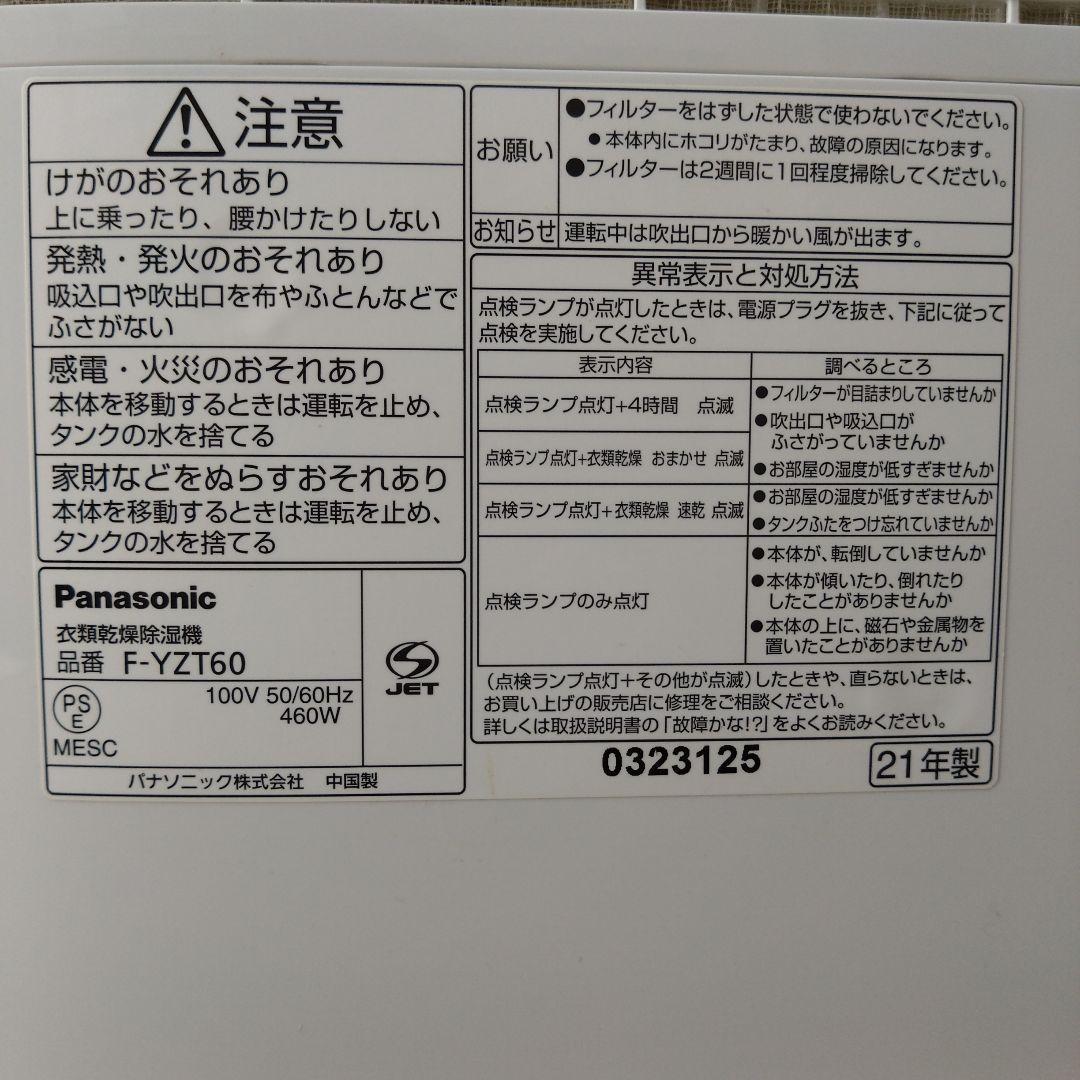 注意
けがのおそれあり
上に乗ったり、腰かけたりしない
発熱・発火のおそれあり
吸込口や吹出口を布やふとんなどで
ふさがない
感電・火災のおそれあり
本体を移動するときは運転を止め、
タンクの水を捨てる
家財などをぬらすおそれあり
本体を移動するときは運転を止め、
タンクの水を捨てる
Panasonic
衣類乾燥除湿機
品番 F-YZT60
PS
E
MESC
100V 50/60Hz
460W
JET
パナソニック株式会社 中国製
お願い
●フィルターをはずした状態で使わないでください。
●本体内にホコリがたまり、故障の原因になります。
●フィルターは2週間に1回程度掃除してください。
お知らせ 運転中は吹出口から暖かい風が出ます。
異常表示と対処方法
点検ランプが点灯したときは、電源プラグを抜き、下記に従って
点検を実施してください。
表示内容 調べるところ
点検ランプ点灯+4時間 点滅
点検ランプ点灯+衣類乾燥 おまかせ 点滅
●フィルターが目詰まりしていませんか
●吹出口や吸込口が
ふさがっていませんか
●お部屋の湿度が低すぎませんか
点検ランプ点灯+衣類乾燥 速乾 点滅
●お部屋の湿度が低すぎませんか
●タンクふたをつけ忘れていませんか
点検ランプのみ点灯
●本体が、転倒していませんか
●本体が傾いたり、倒れたり
したことがありませんか
●本体の上に、磁石や金属物を
置いたことがありませんか
(点検ランプ点灯+その他が点滅)したときや、直らないときは、
お買い上げの販売店に修理をご相談ください。
詳しくは取扱説明書の「故障かな!?」をよくお読みください。
0323125
21年製